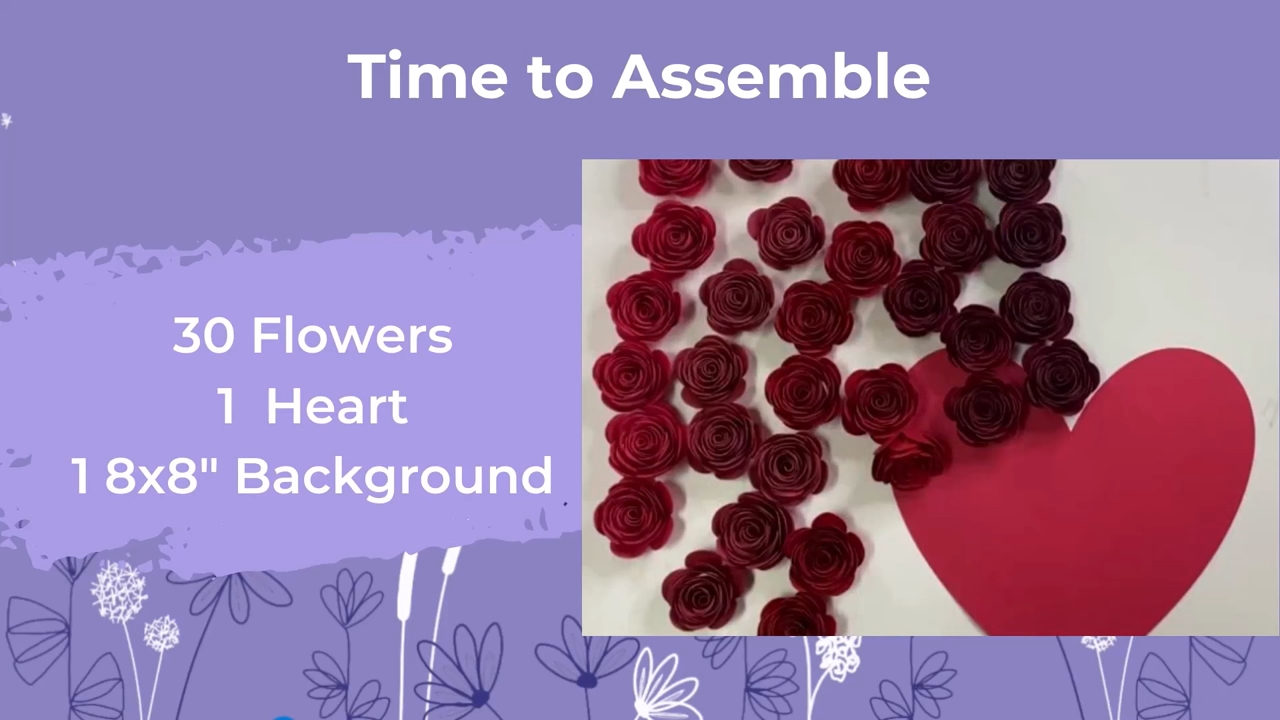 Time to Assemble
30 Flowers
1 Heart
1 8x8" Background